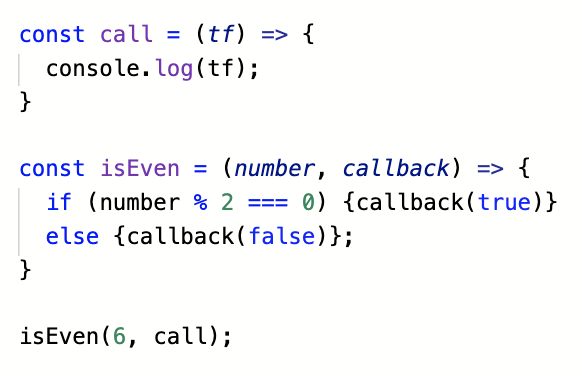 const call = (tf) => {
  console.log(tf);
}

const isEven = (number, callback) => {
  if (number % 2 === 0) {callback(true)}
  else {callback(false)};
}

isEven(6, call);